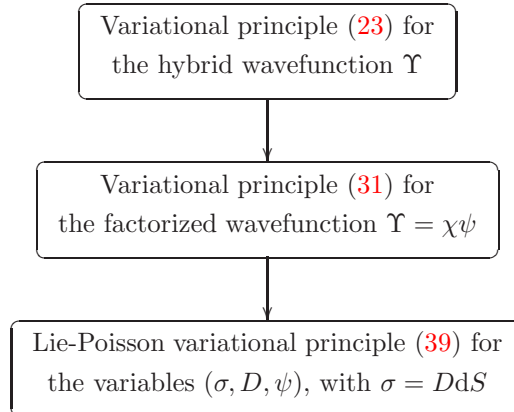 Variational principle (23) for
the hybrid wavefunction Υ
Variational principle (31) for
the factorized wavefunction Υ = χψ
Lie-Poisson variational principle (39) for
the variables (σ, D, ψ), with σ = DdS